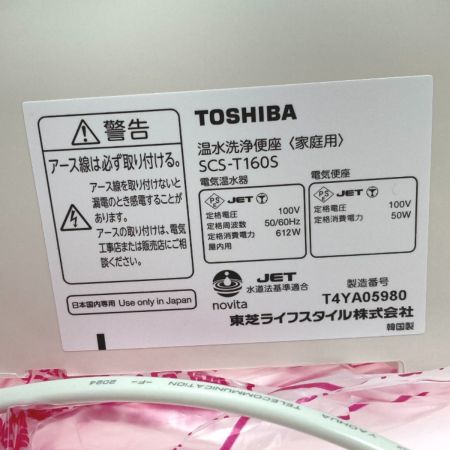 警告
アース線は必ず取り付ける。
アース線を取り付けないと
漏電のとき感電することが
あります。
アースの取付けは、電気
工事店または販売店にご相
談ください。
日本国内専用 Use only in Japan
TOSHIBA
温水洗浄便座〈家庭用〉
SCS-T160S
電気温水器
PS E JET
定格電圧 100V
定格周波数 50/60Hz
定格消費電力 612W
屋内用
電気便座
PS E JET
定格電圧 100V
定格消費電力 50W
novita
JET
水道法基準適合
製造番号
T4YA05980
東芝ライフスタイル株式会社
韓国製
YAOHUA TELECOMMUNICATION -F- 2024